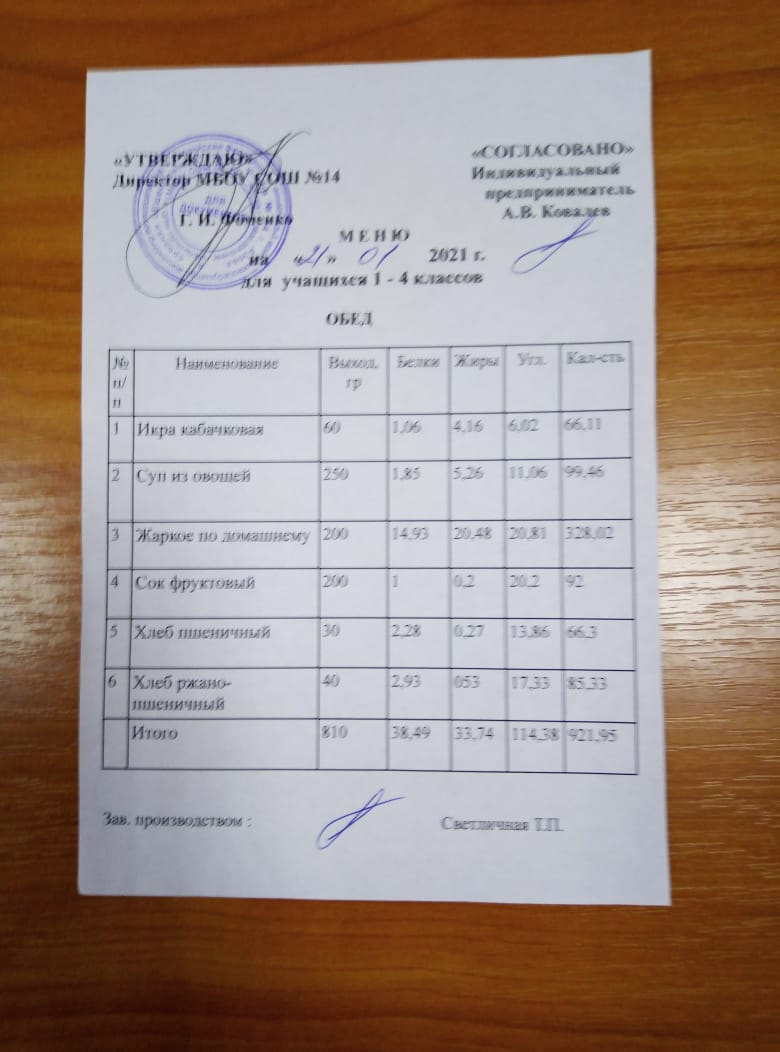 «УТВЕРЖДАЮ»
Директор МБОУ СОШ №14
Г. И. Фоменко
«СОГЛАСОВАНО»
Индивидуальный
предприниматель
А.В. Ковалев
ДЛЯ
ДОКУМЕНТОВ
М Е Н Ю
на «21» 01 2021 г.
для учащихся 1 - 4 классов
ОБЕД
№ п/п Наименование Выход, гр Белки Жиры Угл. Кал-сть
1 Икра кабачковая 60 1,06 4,16 6,02 66,11
2 Суп из овощей 250 1,85 5,26 11,06 99,46
3 Жаркое по домашнему 200 14,93 20,48 20,81 328,02
4 Сок фруктовый 200 1 0,2 20,2 92
5 Хлеб пшеничный 30 2,28 0,27 13,86 66,3
6 Хлеб ржано- 40 2,93 053 17,33 85,33
пшеничный
Итого 810 38,49 33,74 114,38 921,95
Зав. производством : Светличная Т.П.